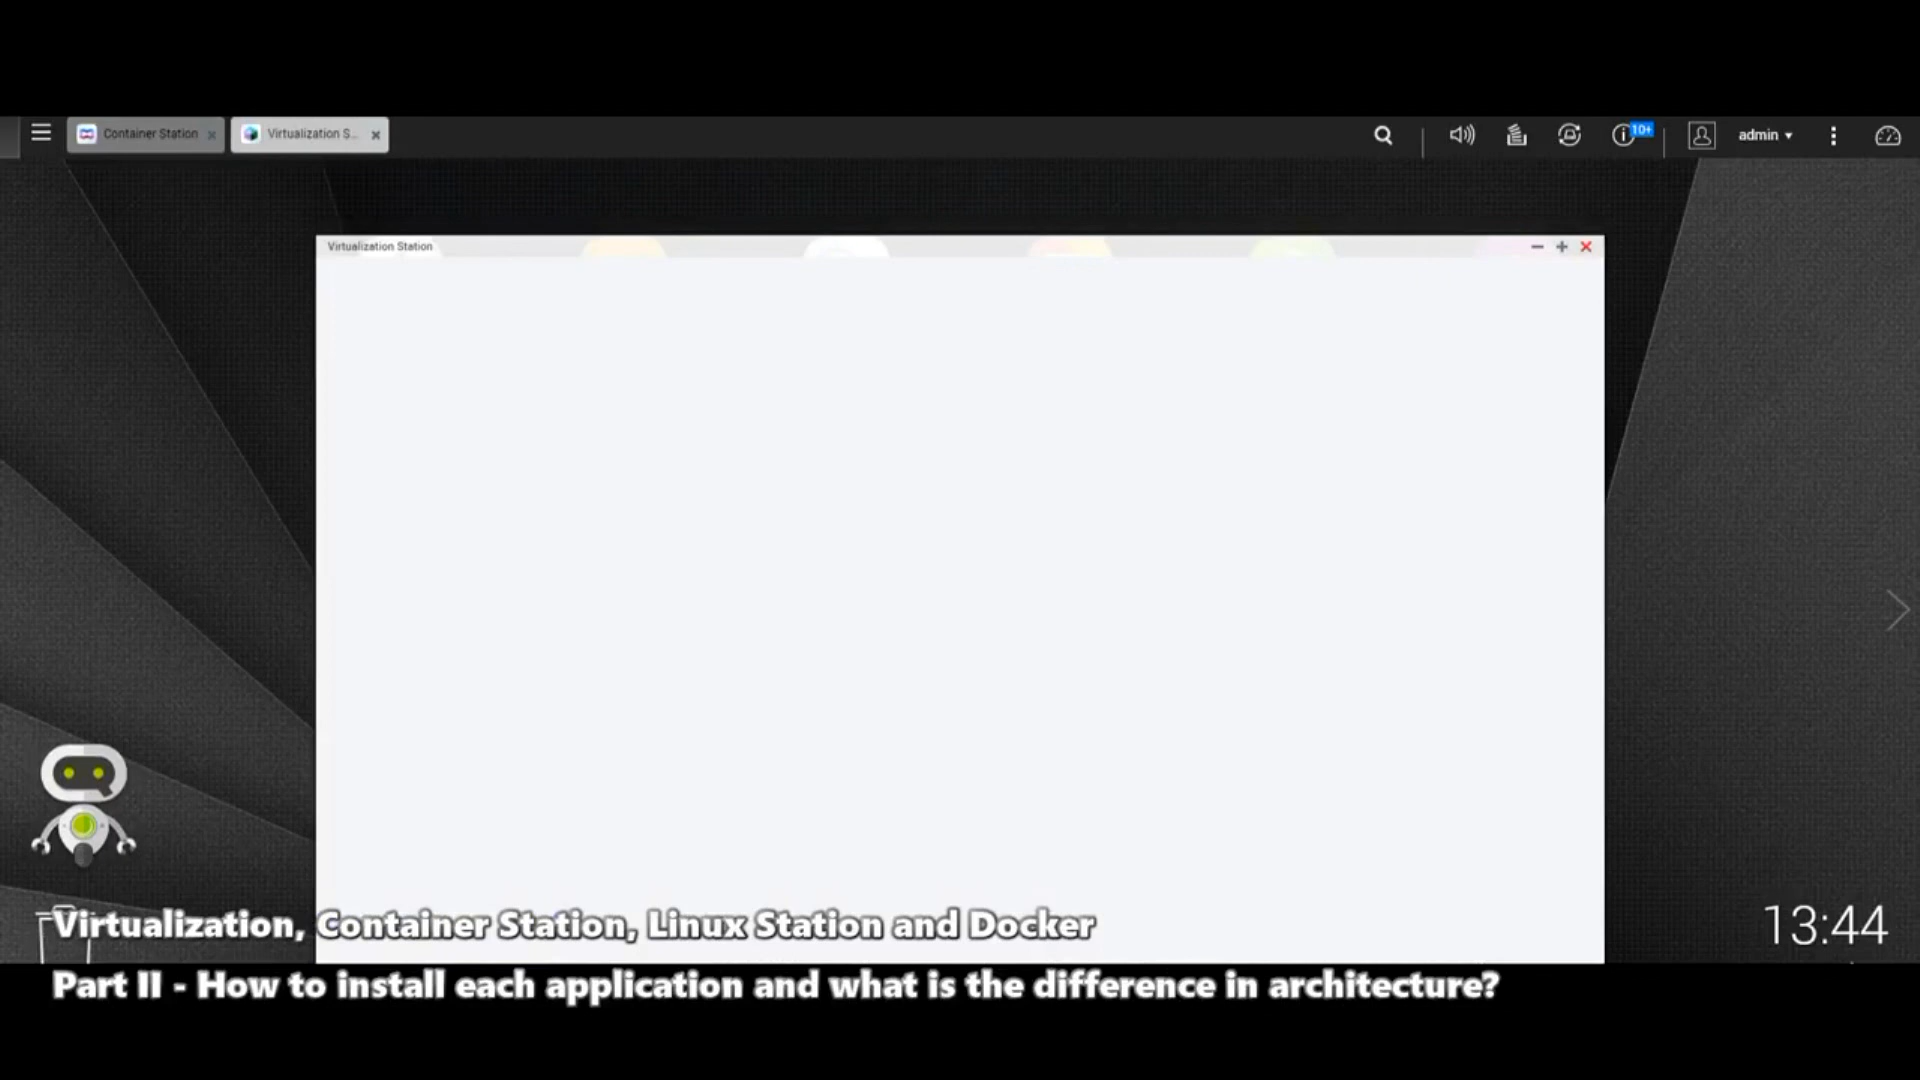 Container Station
Virtualization S...
10+
admin
Virtualization Station
13:44
Virtualization, Container Station, Linux Station and Docker
Part II - How to install each application and what is the difference in architecture?